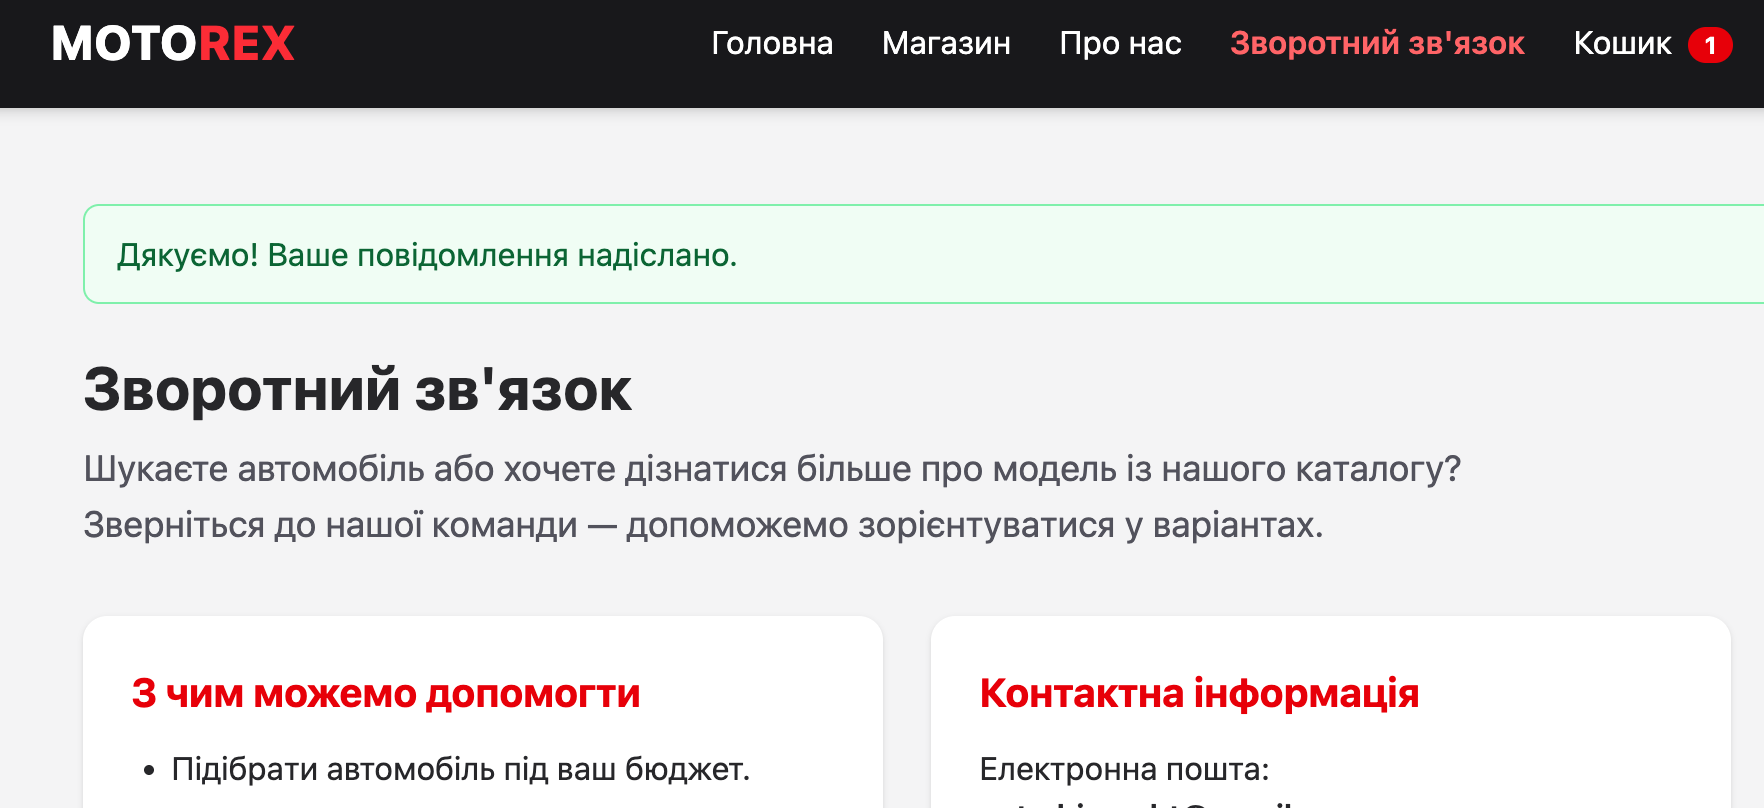 MOTOREX
Головна Магазин Про нас Зворотний зв'язок Кошик 1
Дякуємо! Ваше повідомлення надіслано.
Зворотний зв'язок
Шукаєте автомобіль або хочете дізнатися більше про модель із нашого каталогу?
Зверніться до нашої команди — допоможемо зорієнтуватися у варіантах.
З чим можемо допомогти
• Підібрати автомобіль під ваш бюджет.
Контактна інформація
Електронна пошта: